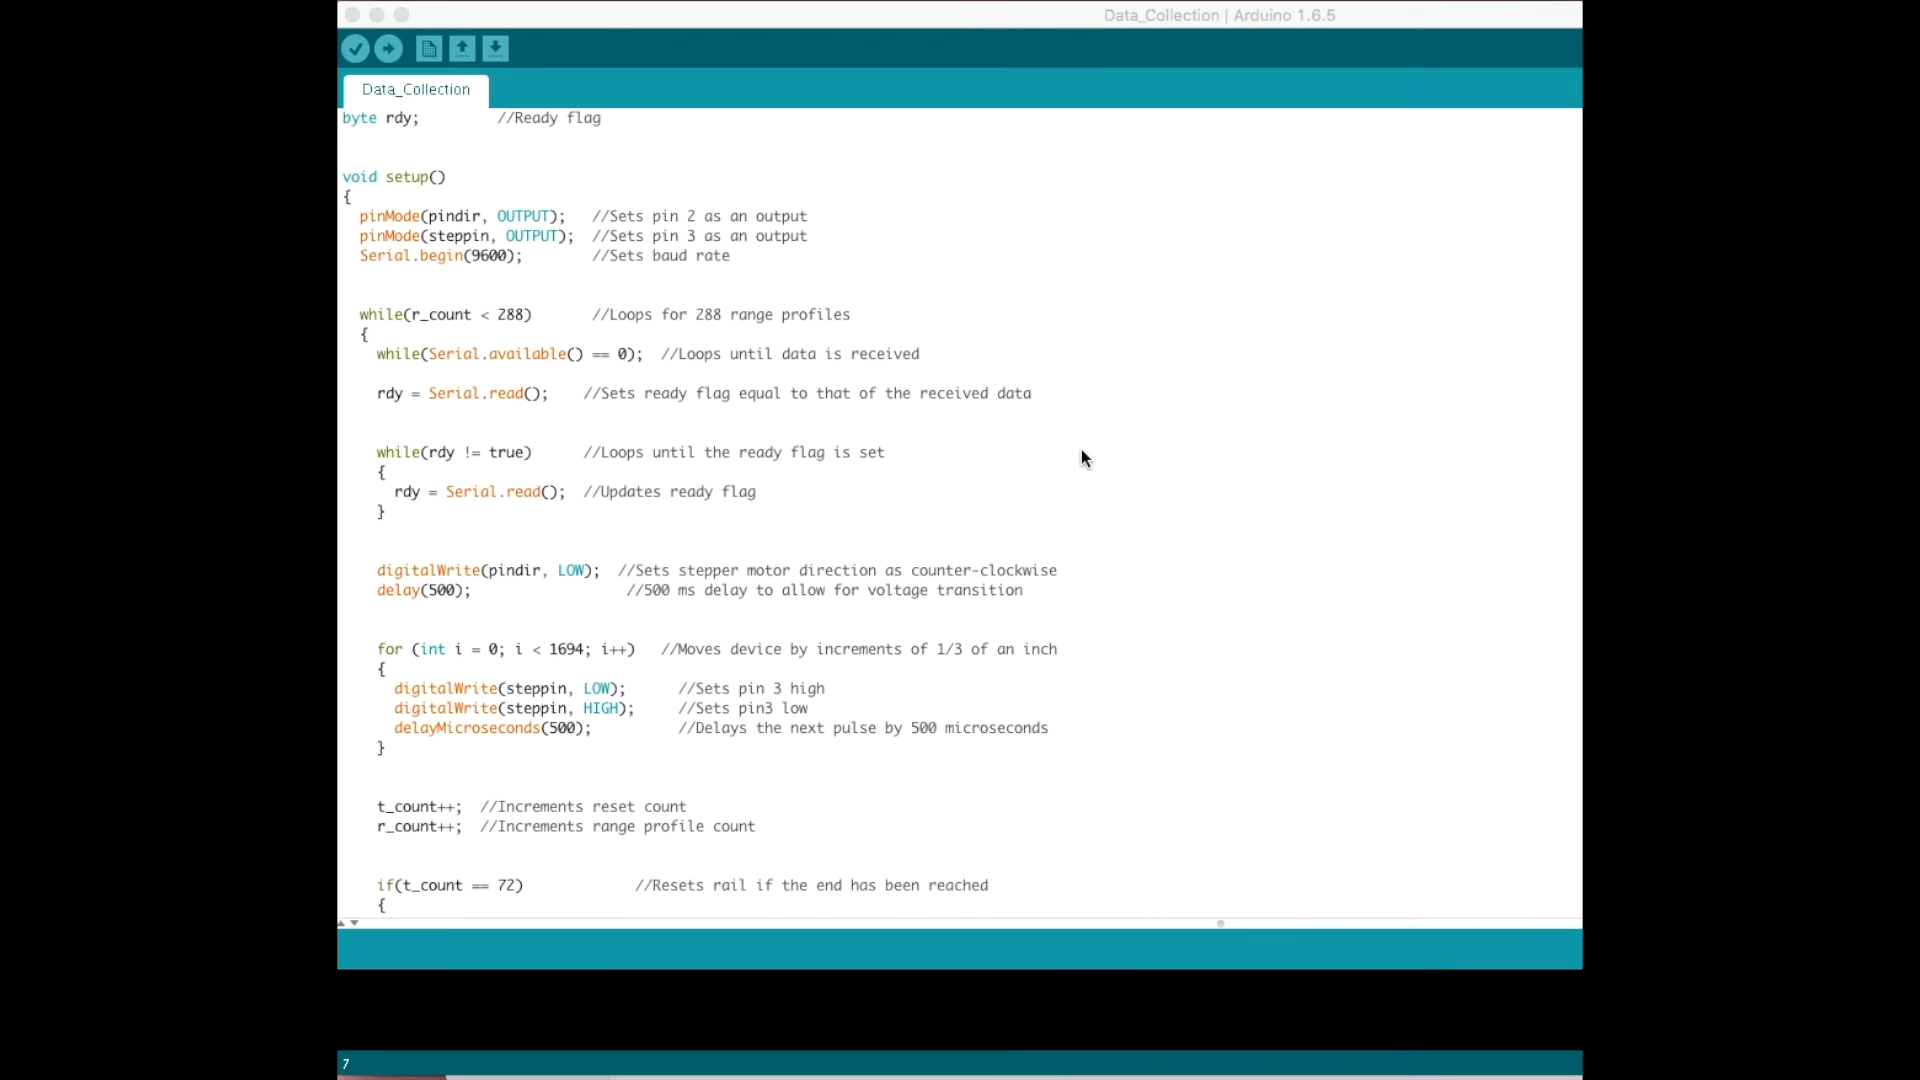 Data_Collection | Arduino 1.6.5
Data_Collection
byte rdy;         //Ready flag
void setup()
{
  pinMode(pindir, OUTPUT);   //Sets pin 2 as an output
  pinMode(steppin, OUTPUT);  //Sets pin 3 as an output
  Serial.begin(9600);        //Sets baud rate
  while(r_count < 288)       //Loops for 288 range profiles
  {
    while(Serial.available() == 0);  //Loops until data is received
    rdy = Serial.read();    //Sets ready flag equal to that of the received data
    while(rdy != true)      //Loops until the ready flag is set
    {
      rdy = Serial.read();  //Updates ready flag
    }
    digitalWrite(pindir, LOW);  //Sets stepper motor direction as counter-clockwise
    delay(500);                  //500 ms delay to allow for voltage transition
    for (int i = 0; i < 1694; i++)   //Moves device by increments of 1/3 of an inch
    {
      digitalWrite(steppin, LOW);      //Sets pin 3 high
      digitalWrite(steppin, HIGH);     //Sets pin3 low
      delayMicroseconds(500);          //Delays the next pulse by 500 microseconds
    }
    t_count++;  //Increments reset count
    r_count++;  //Increments range profile count
    if(t_count == 72)             //Resets rail if the end has been reached
    {
7